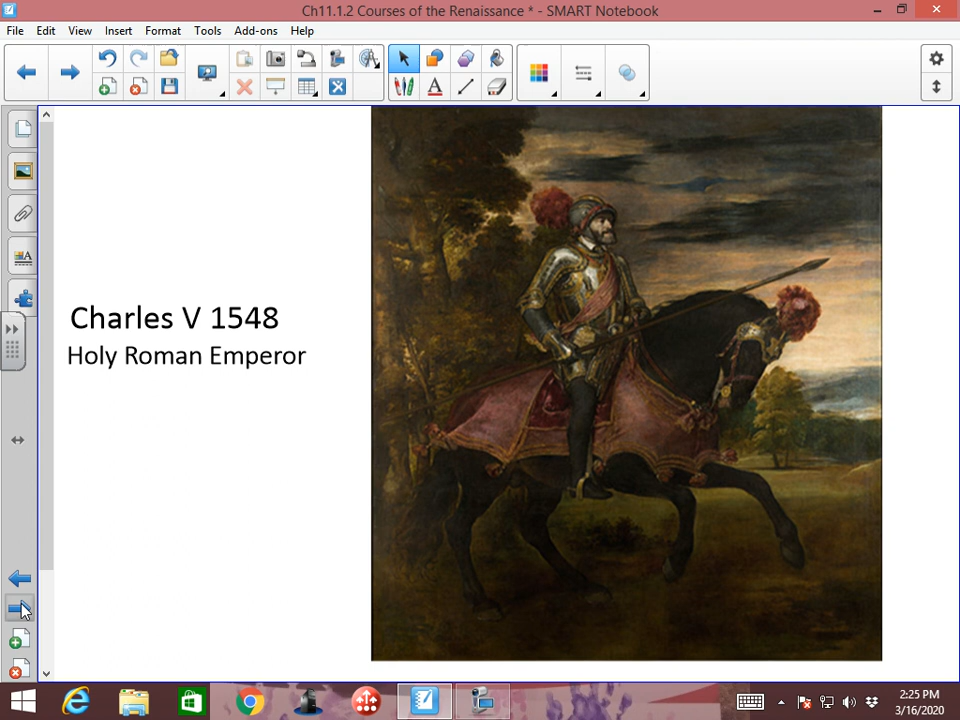 Ch11.1.2 Courses of the Renaissance * - SMART Notebook
File Edit View Insert Format Tools Add-ons Help
Charles V 1548
Holy Roman Emperor
2:25 PM
3/16/2020